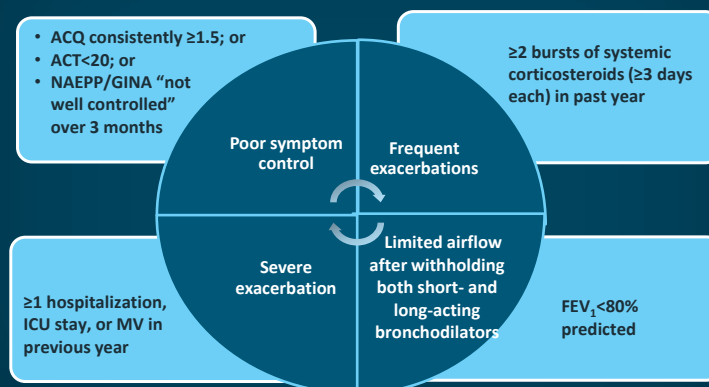 • ACQ consistently ≥1.5; or
• ACT<20; or
• NAEPP/GINA “not
well controlled”
over 3 months
≥2 bursts of systemic
corticosteroids (≥3 days
each) in past year
Poor symptom
control
Frequent
exacerbations
Severe
exacerbation
Limited airflow
after withholding
both short- and
long-acting
bronchodilators
≥1 hospitalization,
ICU stay, or MV in
previous year
FEV₁<80%
predicted